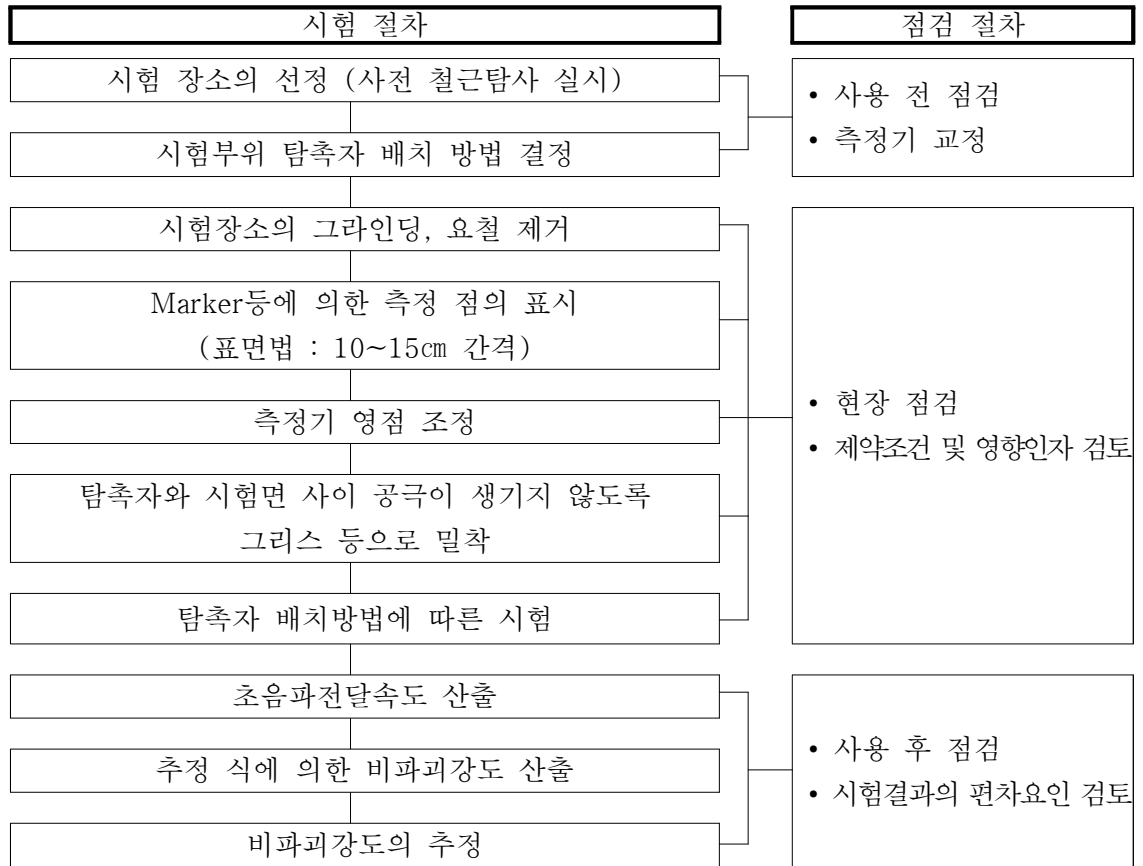 시험 절차
점검 절차
시험 장소의 선정 (사전 철근탐사 실시)
시험부위 탐촉자 배치 방법 결정
• 사용 전 점검
• 측정기 교정
시험장소의 그라인딩, 요철 제거
Marker등에 의한 측정 점의 표시
(표면법 : 10~15㎝ 간격)
측정기 영점 조정
탐촉자와 시험면 사이 공극이 생기지 않도록
그리스 등으로 밀착
탐촉자 배치방법에 따른 시험
• 현장 점검
• 제약조건 및 영향인자 검토
초음파전달속도 산출
추정 식에 의한 비파괴강도 산출
비파괴강도의 추정
• 사용 후 점검
• 시험결과의 편차요인 검토